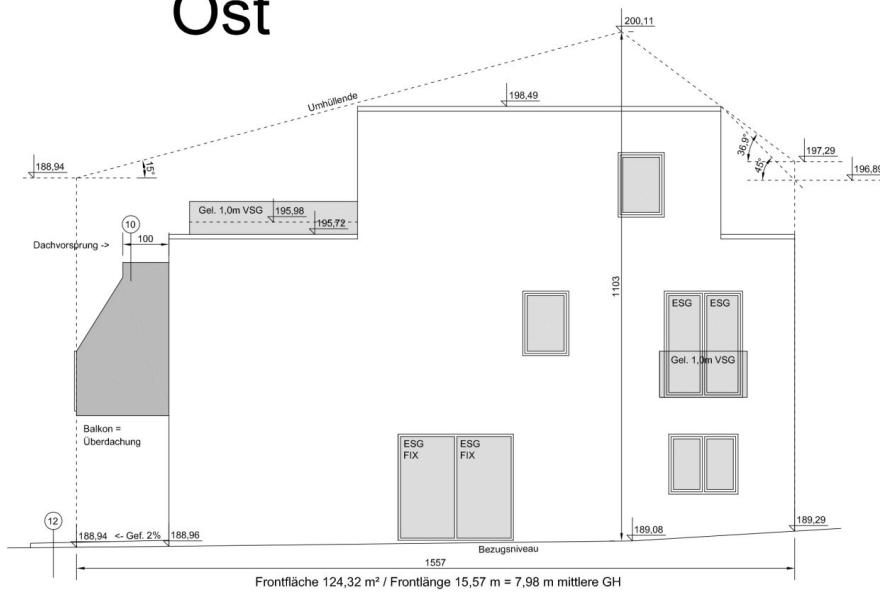 Ost
200,11
Umhüllende
198,49
188,94
15°
36,9°
45°
197,29
196,89
Gel. 1,0m VSG
195,98
195,72
10
Dachvorsprung ->
100
1103
ESG ESG
Gel. 1,0m VSG
Balkon =
Überdachung
ESG ESG
FIX FIX
12
188,94 <- Gef. 2% 188,96
189,08
189,29
Bezugsniveau
1557
Frontfläche 124,32 m² / Frontlänge 15,57 m = 7,98 m mittlere GH